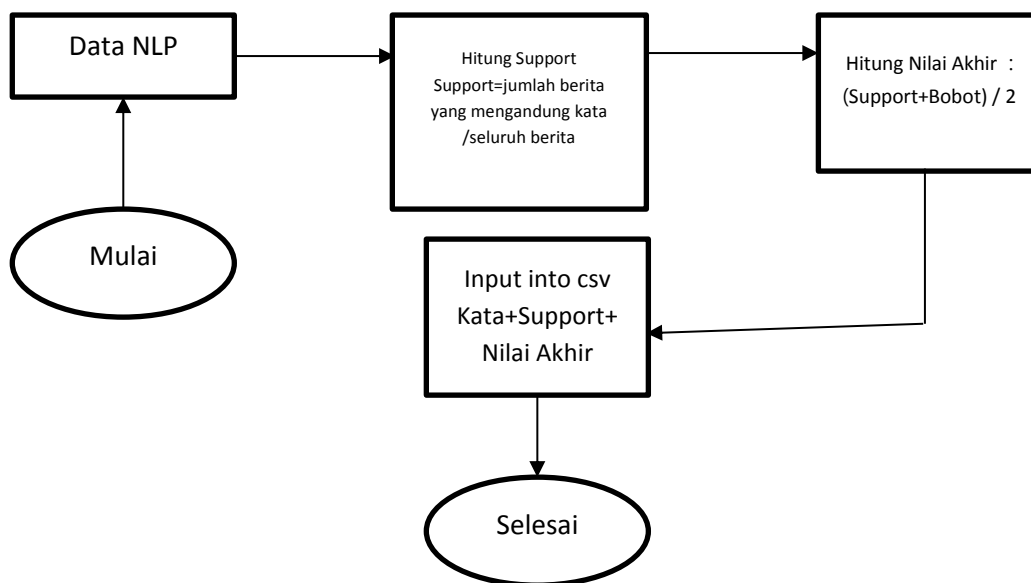 Data NLP
Hitung Support
Support=jumlah berita
yang mengandung kata
/seluruh berita
Hitung Nilai Akhir :
(Support+Bobot) / 2
Mulai
Input into csv
Kata+Support+
Nilai Akhir
Selesai